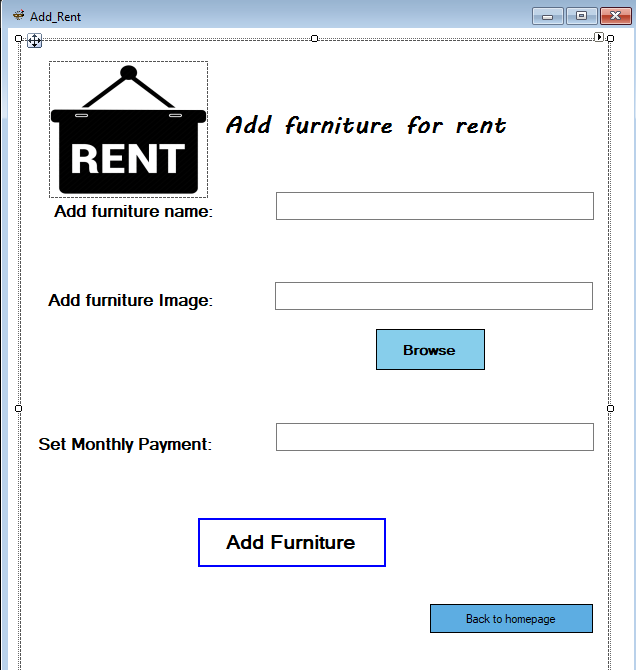 Add_Rent
RENT
Add furniture for rent
Add furniture name:
Add furniture Image:
Browse
Set Monthly Payment:
Add Furniture
Back to homepage